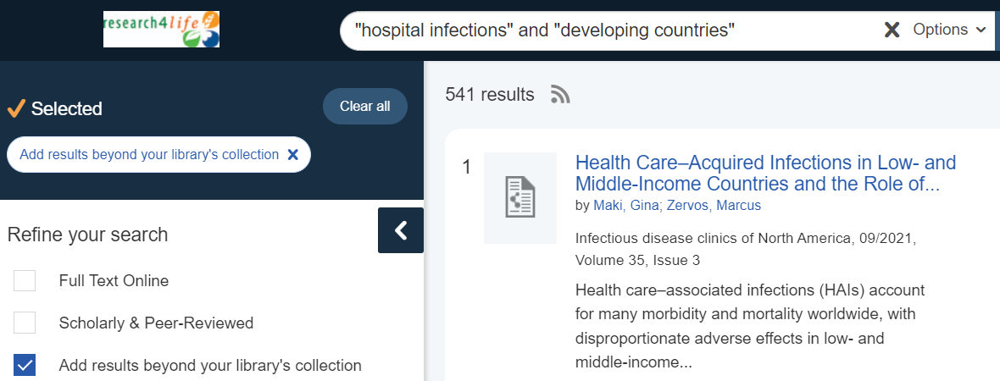 research4life
"hospital infections" and "developing countries"
Options
Selected
Clear all
Add results beyond your library's collection
Refine your search
Full Text Online
Scholarly & Peer-Reviewed
Add results beyond your library's collection
541 results
1
Health Care–Acquired Infections in Low- and
Middle-Income Countries and the Role of...
by Maki, Gina; Zervos, Marcus
Infectious disease clinics of North America, 09/2021,
Volume 35, Issue 3
Health care–associated infections (HAIs) account
for many morbidity and mortality worldwide, with
disproportionate adverse effects in low- and
middle-income...